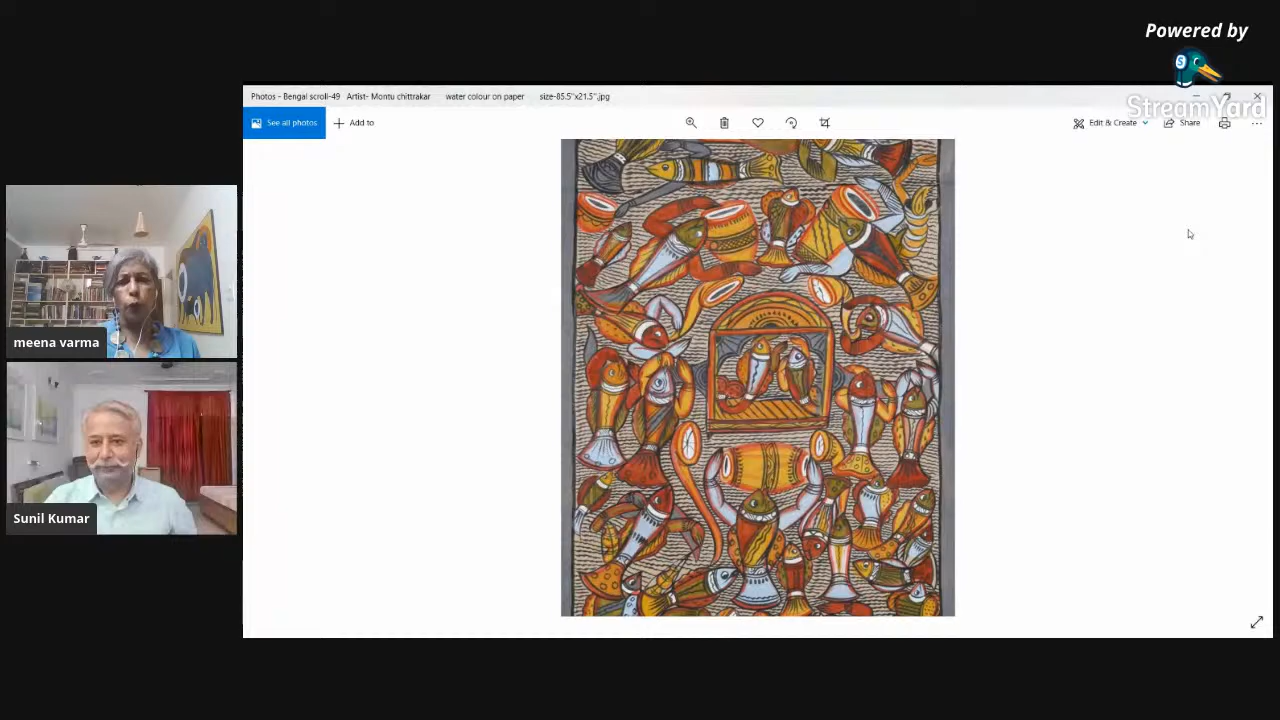 Powered by
StreamYard
Photos - Bengal scroll-49 Artist- Montu chittrakar water colour on paper size-85.5"x21.5".jpg
See all photos
Add to
Edit & Create
Share
meena varma
Sunil Kumar